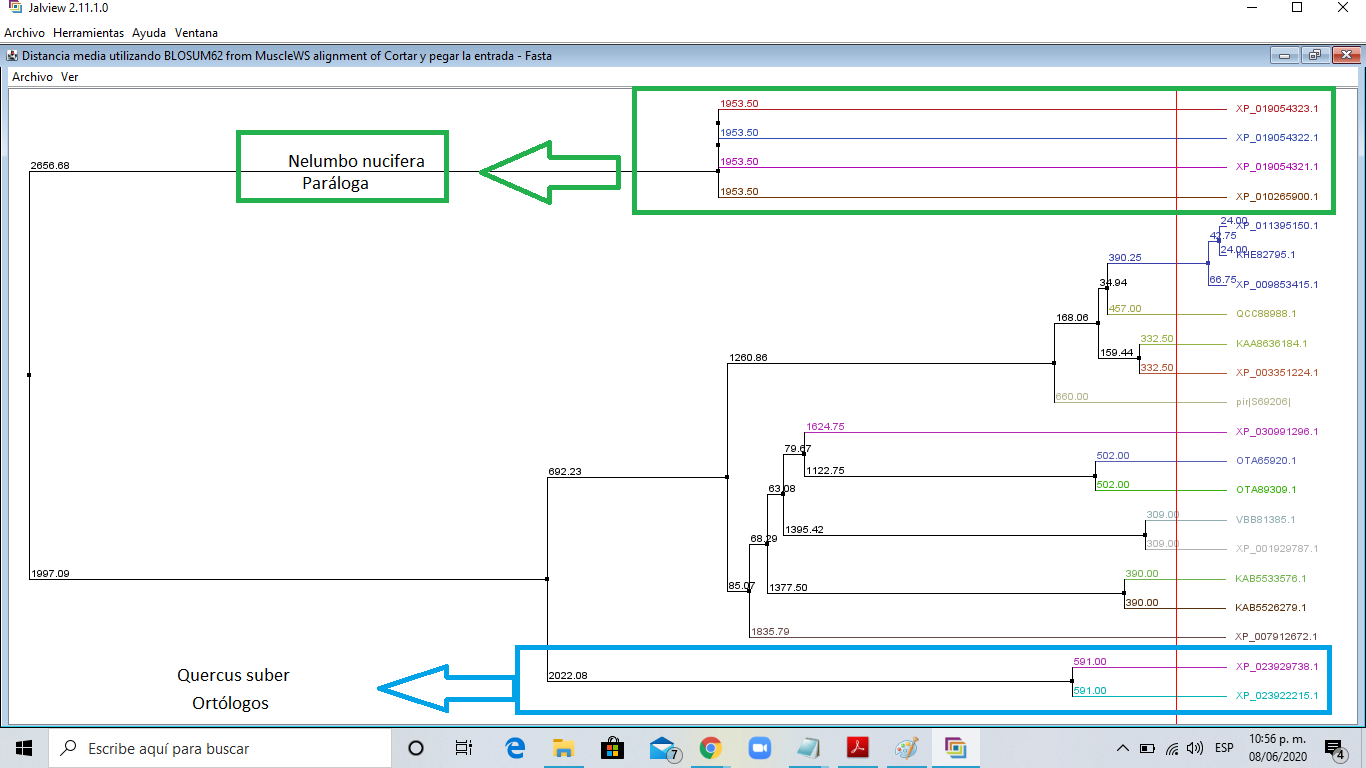 Jalview 2.11.1.0
Archivo Herramientas Ayuda Ventana
Distancia media utilizando BLOSUM62 from MuscleWS alignment of Cortar y pegar la entrada - Fasta
Archivo Ver
1953.50 XP_019054323.1
1953.50 XP_019054322.1
2656.68 Nelumbo nucifera
1953.50 XP_019054321.1
Paráloga
1953.50 XP_010265900.1
24.00 XP_011395150.1
42.75
24.00 KHE82795.1
390.25
66.75 XP_009853415.1
34.94
457.00 QCC88988.1
168.06
332.50 KAA8636184.1
159.44
1260.86
332.50 XP_003351224.1
660.00 pir|S69206|
1624.75 XP_030991296.1
79.67
502.00 OTA65920.1
692.23 1122.75
63.08 502.00 OTA89309.1
309.00 VBB81385.1
1395.42
68.29 309.00 XP_001929787.1
1997.09 390.00 KAB5533576.1
85.07 1377.50
390.00 KAB5526279.1
1835.79 XP_007912672.1
591.00 XP_023929738.1
Quercus suber 2022.08
591.00 XP_023922215.1
Ortólogos
Escribe aquí para buscar
7
ESP
10:56 p. m.
08/06/2020
4